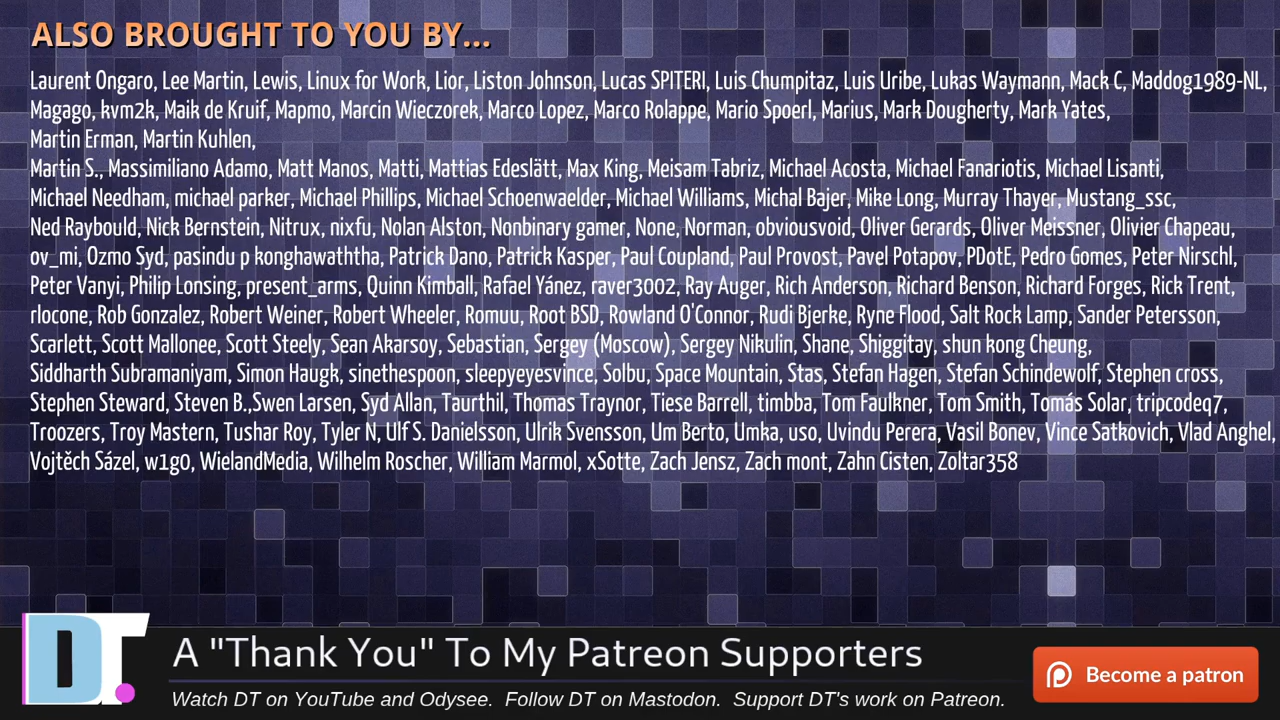 ALSO BROUGHT TO YOU BY...
Laurent Ongaro, Lee Martin, Lewis, Linux for Work, Lior, Liston Johnson, Lucas SPITERI, Luis Chumpitaz, Luis Uribe, Lukas Waymann, Mack C, Maddog1989-NL,
Magago, kvm2k, Maik de Kruif, Mapmo, Marcin Wieczorek, Marco Lopez, Marco Rolappe, Mario Spoerl, Marius, Mark Dougherty, Mark Yates,
Martin Erman, Martin Kuhlen,
Martin S., Massimiliano Adamo, Matt Manos, Matti, Mattias Edeslätt, Max King, Meisam Tabriz, Michael Acosta, Michael Fanariotis, Michael Lisanti,
Michael Needham, michael parker, Michael Phillips, Michael Schoenwaelder, Michael Williams, Michal Bajer, Mike Long, Murray Thayer, Mustang_ssc,
Ned Raybould, Nick Bernstein, Nitrux, nixfu, Nolan Alston, Nonbinary gamer, None, Norman, obviousvoid, Oliver Gerards, Oliver Meissner, Olivier Chapeau,
ov_mi, Ozmo Syd, pasindu p konghawaththa, Patrick Dano, Patrick Kasper, Paul Coupland, Paul Provost, Pavel Potapov, PDotE, Pedro Gomes, Peter Nirschl,
Peter Vanyi, Philip Lonsing, present_arms, Quinn Kimball, Rafael Yánez, raver3002, Ray Auger, Rich Anderson, Richard Benson, Richard Forges, Rick Trent,
rlocone, Rob Gonzalez, Robert Weiner, Robert Wheeler, Romuu, Root BSD, Rowland O'Connor, Rudi Bjerke, Ryne Flood, Salt Rock Lamp, Sander Petersson,
Scarlett, Scott Mallonee, Scott Steely, Sean Akarsoy, Sebastian, Sergey (Moscow), Sergey Nikulin, Shane, Shiggitay, shun kong Cheung,
Siddharth Subramaniyam, Simon Haugk, sinethespoon, sleepyeyesvince, Solbu, Space Mountain, Stas, Stefan Hagen, Stefan Schindewolf, Stephen cross,
Stephen Steward, Steven B.,Swen Larsen, Syd Allan, Taurthil, Thomas Traynor, Tiese Barrell, timbba, Tom Faulkner, Tom Smith, Tomás Solar, tripcodeq7,
Troozers, Troy Mastern, Tushar Roy, Tyler N, Ulf S. Danielsson, Ulrik Svensson, Um Berto, Umka, uso, Uvindu Perera, Vasil Bonev, Vince Satkovich, Vlad Anghel,
Vojtěch Sázel, w1g0, WielandMedia, Wilhelm Roscher, William Marmol, xSotte, Zach Jensz, Zach mont, Zahn Cisten, Zoltar358
DT
A "Thank You" To My Patreon Supporters
Become a patron
Watch DT on YouTube and Odysee. Follow DT on Mastodon. Support DT's work on Patreon.